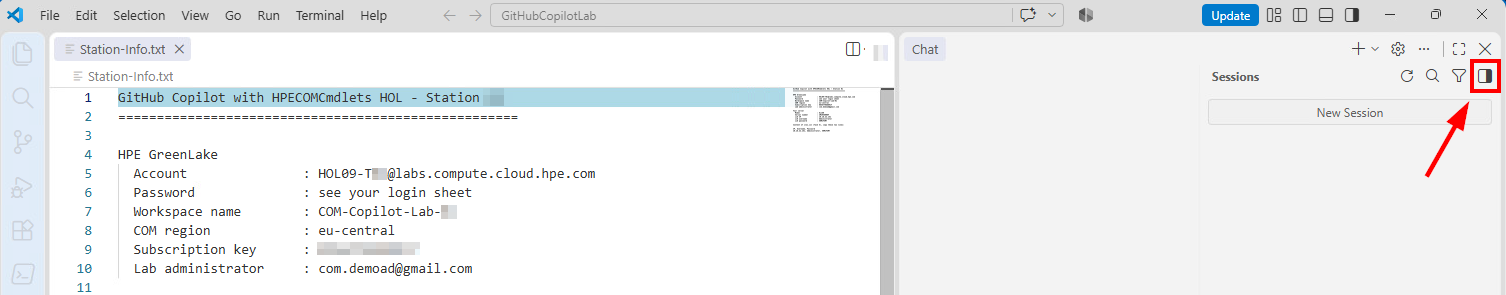 File Edit Selection View Go Run Terminal Help GitHubCopilotLab Update
Station-Info.txt Chat
Station-Info.txt Sessions
1 GitHub Copilot with HPECOMCmdlets HOL - Station
2 ====================================================
New Session
3
4 HPE GreenLake
5 Account : HOL09-T @labs.compute.cloud.hpe.com
6 Password : see your login sheet
7 Workspace name : COM-Copilot-Lab-
8 COM region : eu-central
9 Subscription key :
10 Lab administrator : com.demoad@gmail.com
11